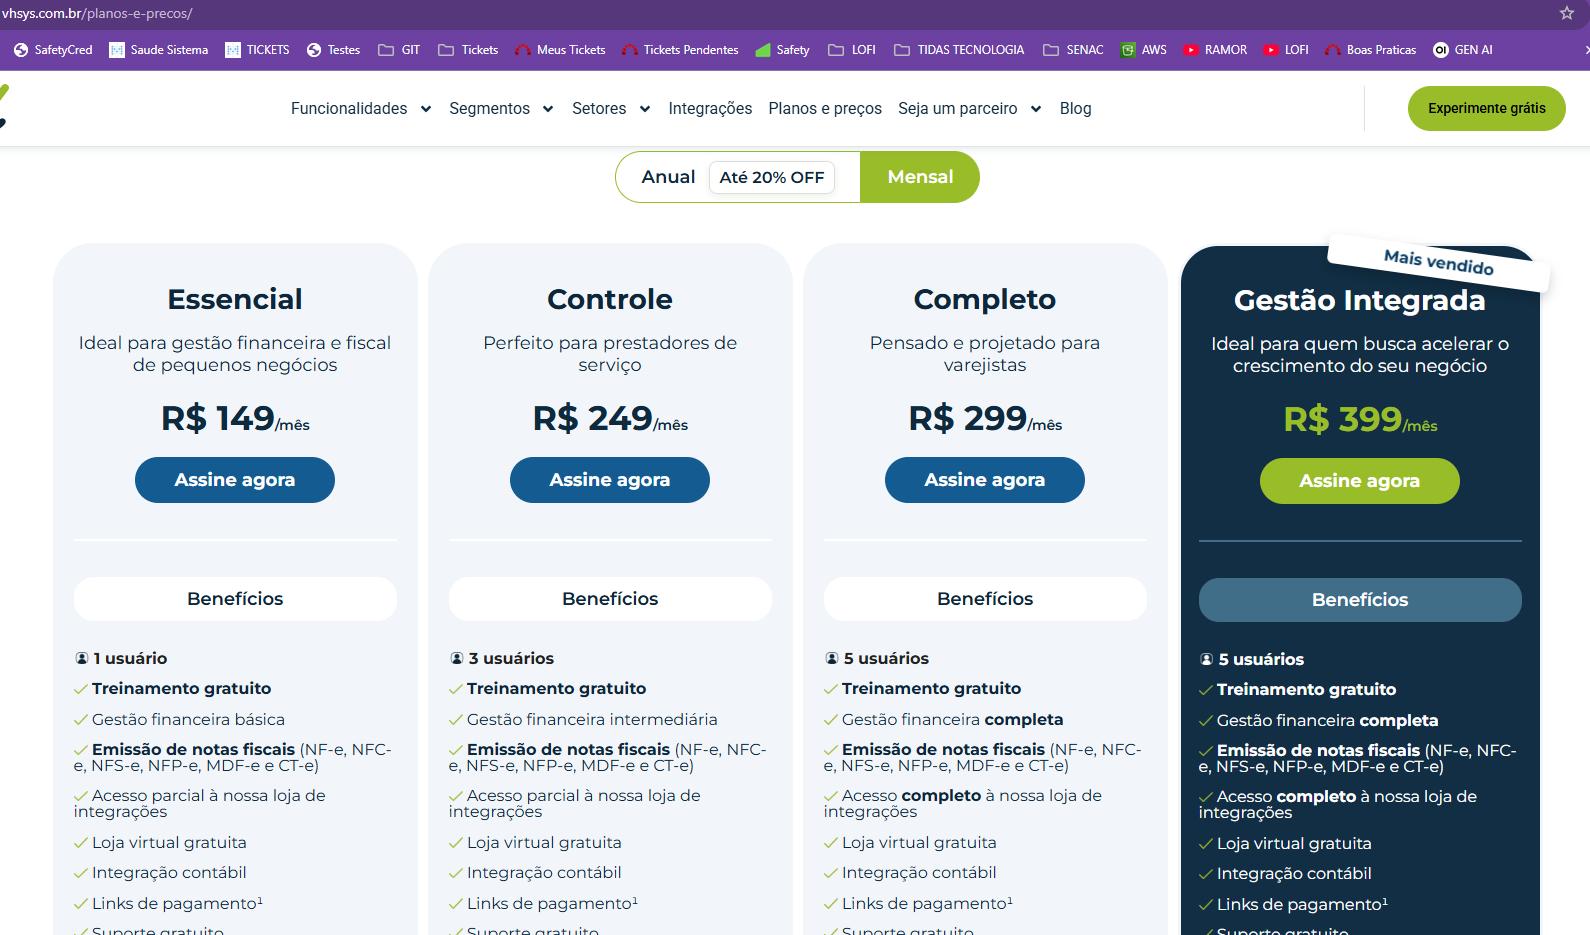 vhsys.com.br/planos-e-precos/
SafetyCred Saude Sistema TICKETS Testes GIT Tickets Meus Tickets Tickets Pendentes Safety LOFI TIDAS TECNOLOGIA SENAC AWS RAMOR LOFI Boas Praticas GEN AI
Funcionalidades Segmentos Setores Integrações Planos e preços Seja um parceiro Blog
Experimente grátis
Anual Até 20% OFF Mensal
Essencial
Ideal para gestão financeira e fiscal
de pequenos negócios
R$ 149/mês
Assine agora
Benefícios
1 usuário
Treinamento gratuito
Gestão financeira básica
Emissão de notas fiscais (NF-e, NFC-
e, NFS-e, NFP-e, MDF-e e CT-e)
Acesso parcial à nossa loja de
integrações
Loja virtual gratuita
Integração contábil
Links de pagamento¹
Suporte gratuito
Controle
Perfeito para prestadores de
serviço
R$ 249/mês
Assine agora
Benefícios
3 usuários
Treinamento gratuito
Gestão financeira intermediária
Emissão de notas fiscais (NF-e, NFC-
e, NFS-e, NFP-e, MDF-e e CT-e)
Acesso parcial à nossa loja de
integrações
Loja virtual gratuita
Integração contábil
Links de pagamento¹
Suporte gratuito
Completo
Pensado e projetado para
varejistas
R$ 299/mês
Assine agora
Benefícios
5 usuários
Treinamento gratuito
Gestão financeira completa
Emissão de notas fiscais (NF-e, NFC-
e, NFS-e, NFP-e, MDF-e e CT-e)
Acesso completo à nossa loja de
integrações
Loja virtual gratuita
Integração contábil
Links de pagamento¹
Suporte gratuito
Mais vendido
Gestão Integrada
Ideal para quem busca acelerar o
crescimento do seu negócio
R$ 399/mês
Assine agora
Benefícios
5 usuários
Treinamento gratuito
Gestão financeira completa
Emissão de notas fiscais (NF-e, NFC-
e, NFS-e, NFP-e, MDF-e e CT-e)
Acesso completo à nossa loja de
integrações
Loja virtual gratuita
Integração contábil
Links de pagamento¹
Suporte gratuito